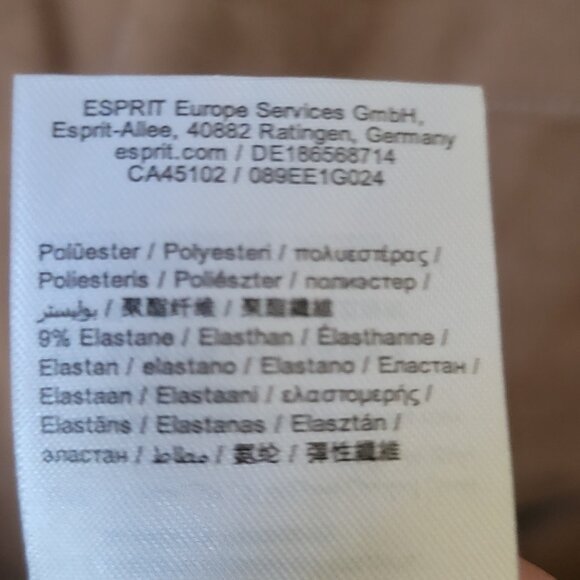 ESPRIT Europe Services GmbH,
Esprit-Allee, 40882 Ratingen, Germany
esprit.com / DE186568714
CA45102 / 089EE1G024
Polüester / Polyesteri / πολυεστέρας /
Poliesteris / Poliészter / полиэстер /
بوليستر / 聚酯纤维 / 聚酯纖維
9% Elastane / Elasthan / Élasthanne /
Elastan / elastano / Elastano / Еластан /
Elastaan / Elastaani / ελαστομερής /
Elastāns / Elastanas / Elasztán /
эластан / مطاط / 氨纶 / 彈性纖維